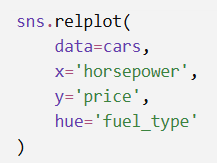 sns.relplot(
    data=cars,
    x='horsepower',
    y='price',
    hue='fuel_type'
)